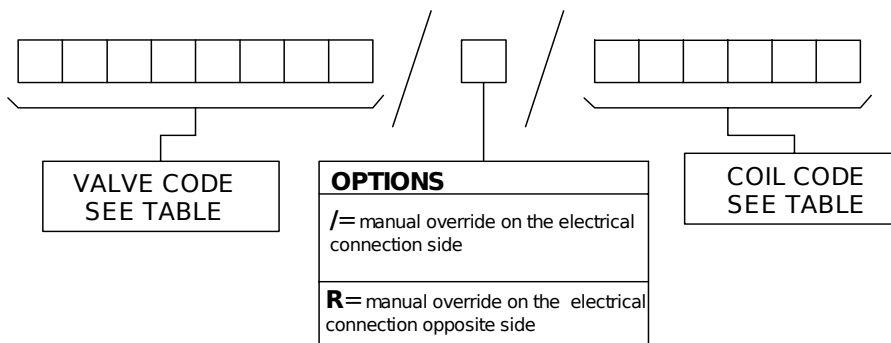 VALVE CODE
SEE TABLE
OPTIONS
/= manual override on the electrical
connection side
R= manual override on the electrical
connection opposite side
COIL CODE
SEE TABLE